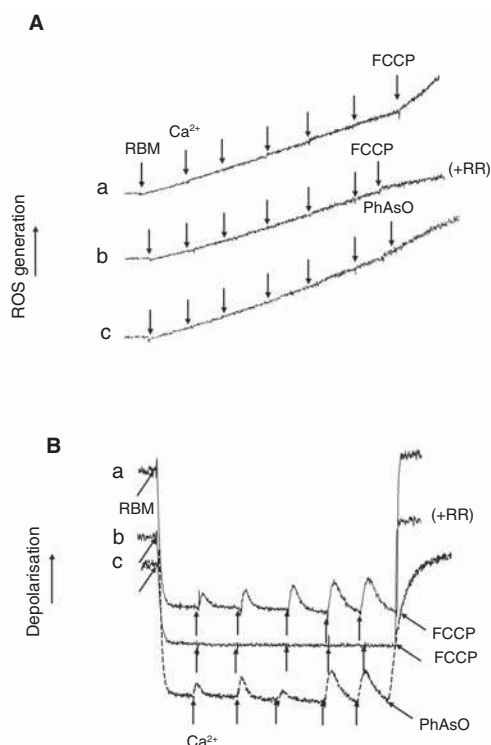 A
FCCP
Ca²⁺
RBM
FCCP
(+RR)
a
PhAsO
b
c
ROS generation
B
a
RBM
(+RR)
b
c
Depolarisation
FCCP
FCCP
PhAsO
Ca²⁺